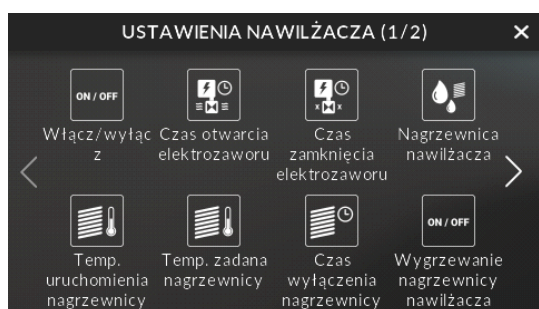 USTAWIENIA NAWILŻACZA (1/2)
ON / OFF
Włącz/wyłąc
z
Czas otwarcia
elektrozaworu
Czas
zamknięcia
elektrozaworu
Nagrzewnica
nawilżacza
Temp.
uruchomienia
nagrzewnicy
Temp. zadana
nagrzewnicy
Czas
wyłączenia
nagrzewnicy
ON / OFF
Wygrzewanie
nagrzewnicy
nawilżacza